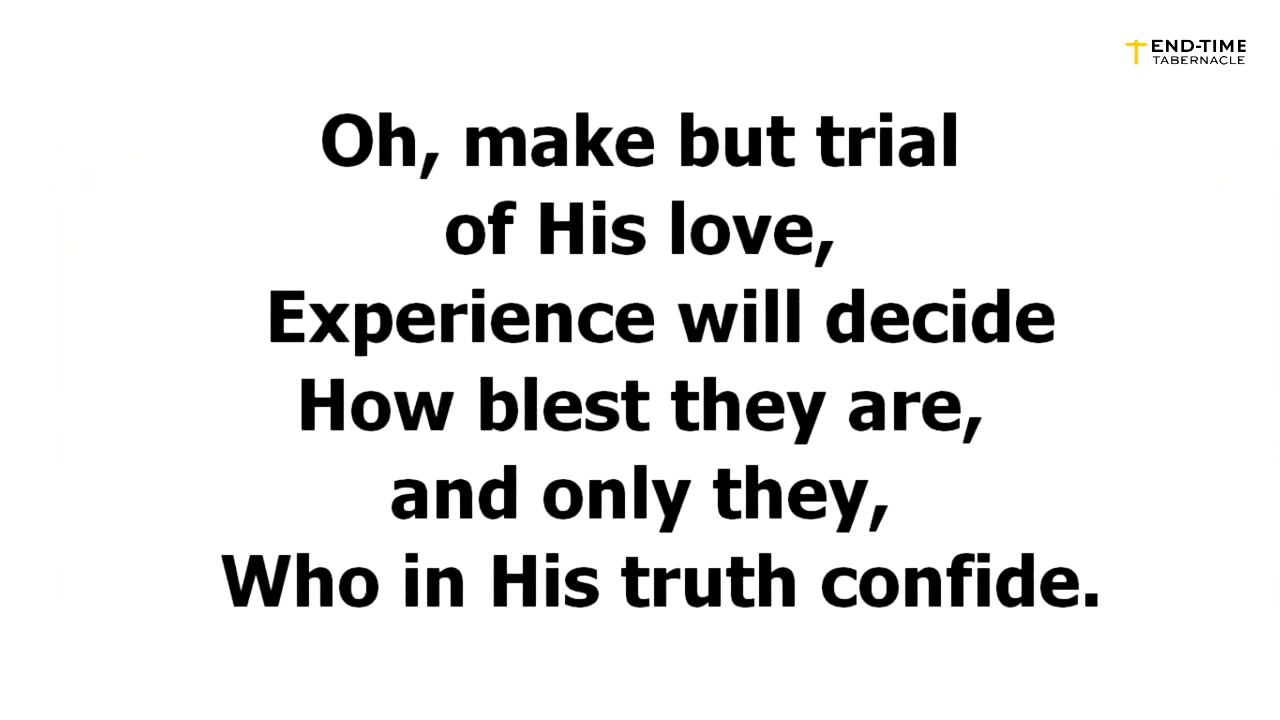 END-TIME
TABERNACLE
Oh, make but trial
of His love,
Experience will decide
How blest they are,
and only they,
Who in His truth confide.